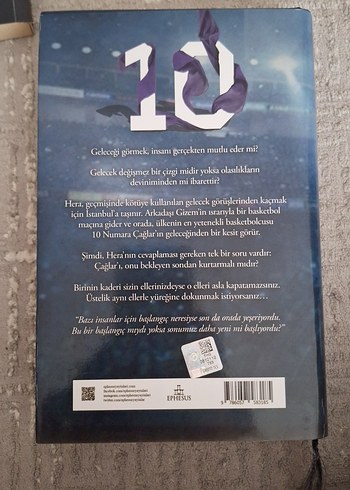 10
Geleceği görmek, insanı gerçekten mutlu eder mi?
Gelecek değişmez bir çizgi midir yoksa olasılıkların
deviniminden mi ibarettir?
Hera, geçmişinde kötüye kullanılan gelecek görüşlerinden kaçmak
için İstanbul'a taşınır. Arkadaşı Gizem'in ısrarıyla bir basketbol
maçına gider ve orada, ülkenin en yetenekli basketbolcusu
10 Numara Çağlar'ın geleceğinden bir kesit görür.
Şimdi, Hera'nın cevaplaması gereken tek bir soru vardır:
Çağlar'ı, onu bekleyen sondan kurtarmalı mıdır?
Birinin kaderi sizin ellerinizdeyse o elleri asla kapatamazsınız.
Üstelik aynı ellerle yüreğine dokunmak istiyorsanız...
"Bazı insanlar için başlangıç neresiyse son da orada yeşeriyordu.
Bu bir başlangıç mıydı yoksa sonumuz daha yeni mi başlıyordu?"
EPHESUS